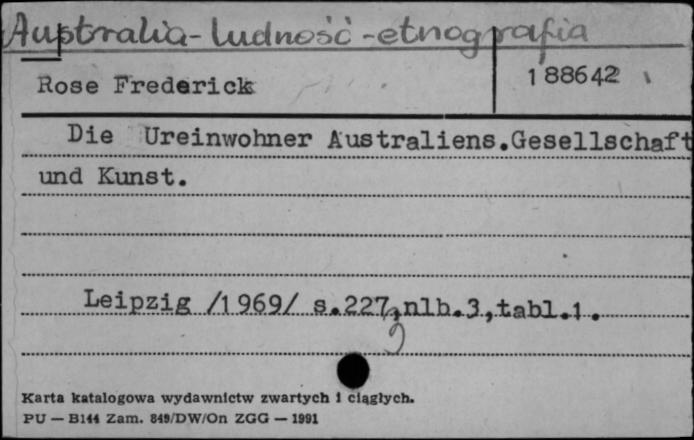 Australia - ludność - etnografia
Rose Frederick
188642
Die Ureinwohner Australiens.Gesellschaft
und Kunst.
Leipzig /1969/ s.227,nlb.3,tabl.1.
Karta katalogowa wydawnictw zwartych i ciągłych.
PU — B144 Zam. 849/DW/On ZGG — 1991